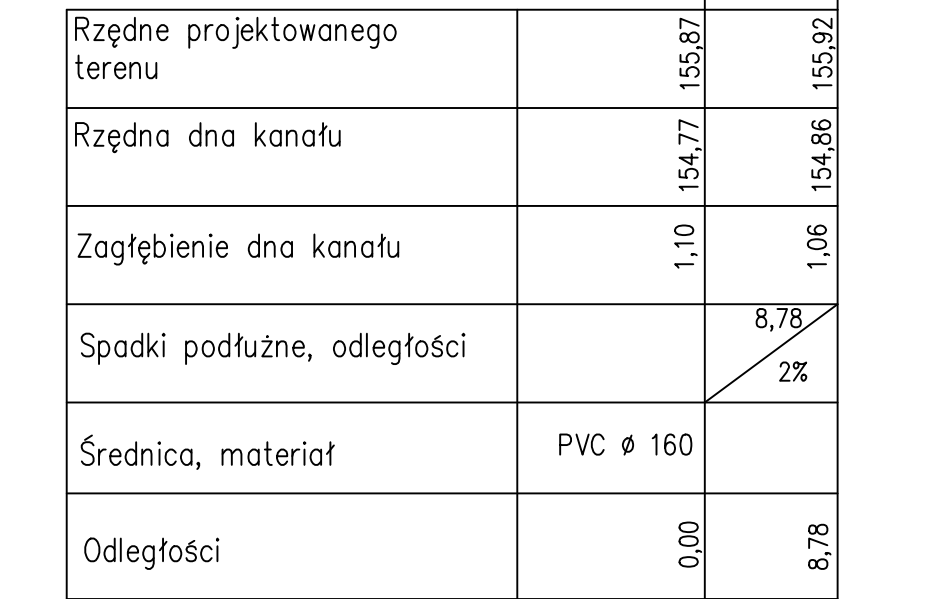 Rzędne projektowanego
terenu
155,87
155,92
Rzędna dna kanału
154,77
154,86
Zagłębienie dna kanału
1,10
1,06
Spadki podłużne, odległości
8,78
2%
Średnica, materiał
PVC Ø 160
Odległości
0,00
8,78